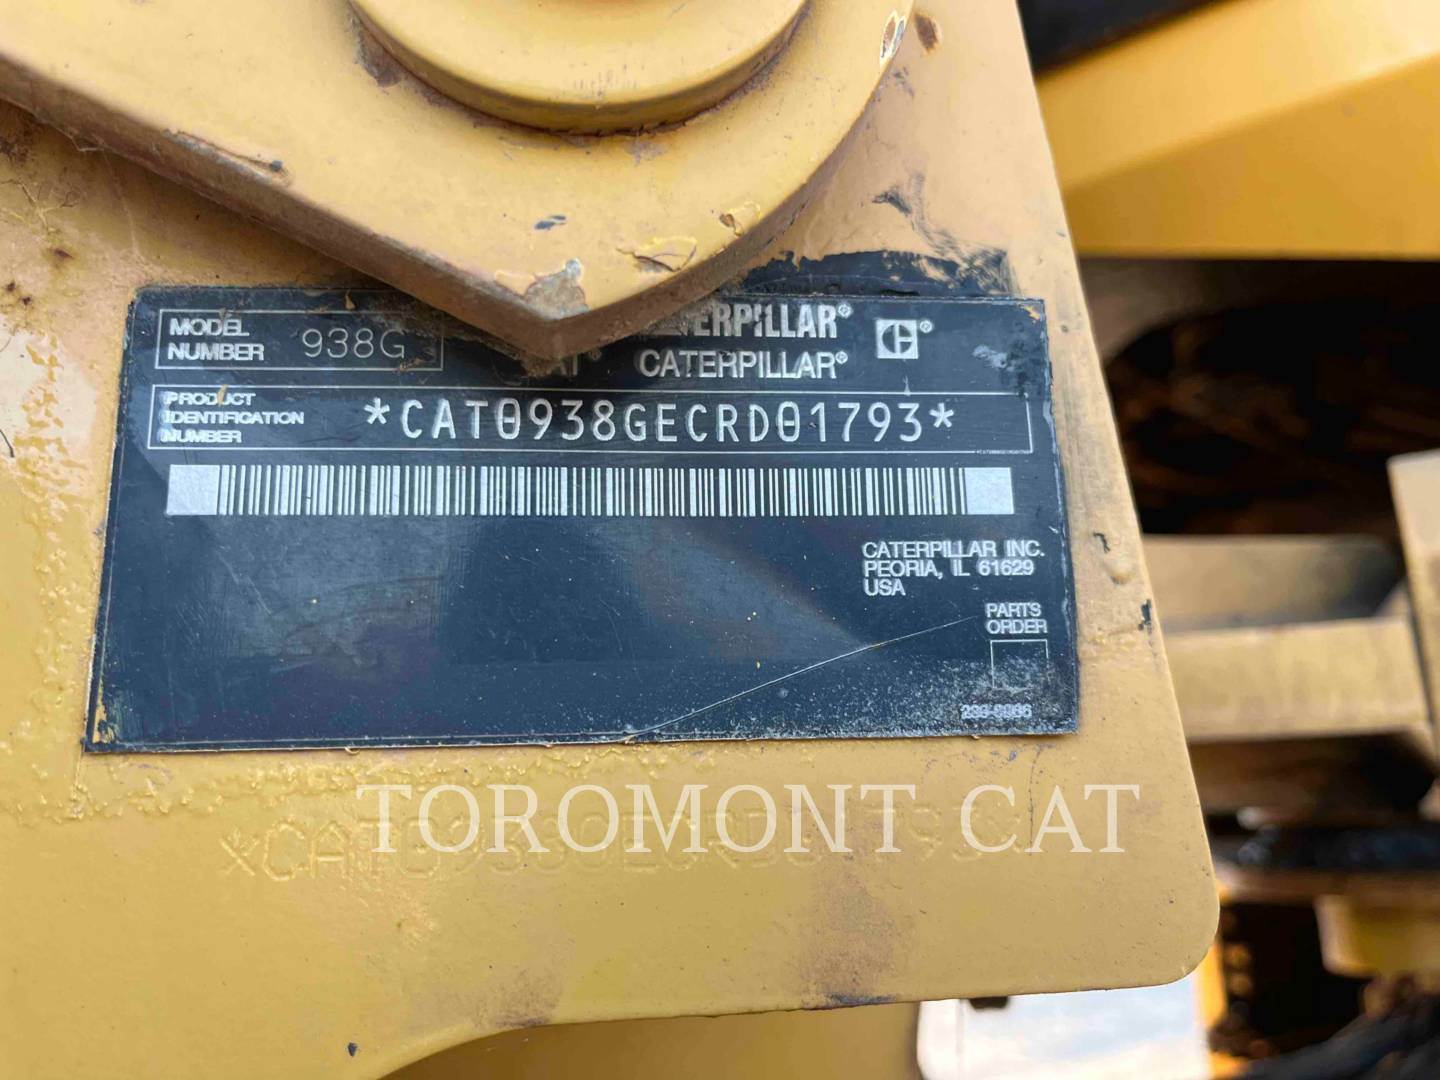 MODEL
NUMBER 938G
CATERPILLAR®
CATERPILLAR®
PRODUCT
IDENTIFICATION
NUMBER
*CAT0938GECRD01793*
CATERPILLAR INC.
PEORIA, IL 61629
USA
PARTS
ORDER
TOROMONT CAT